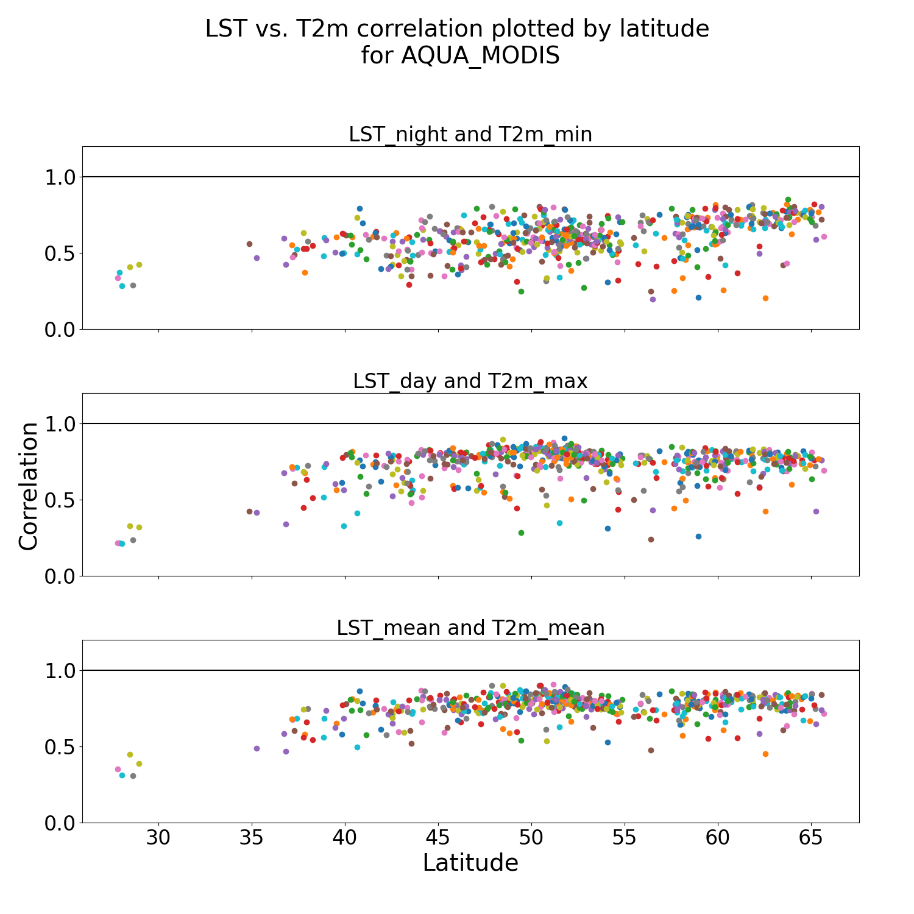 LST vs. T2m correlation plotted by latitude
for AQUA_MODIS
LST_night and T2m_min
1.0
0.5
0.0
LST_day and T2m_max
1.0
0.5
0.0
Correlation
LST_mean and T2m_mean
1.0
0.5
0.0
30 35 40 45 50 55 60 65
Latitude